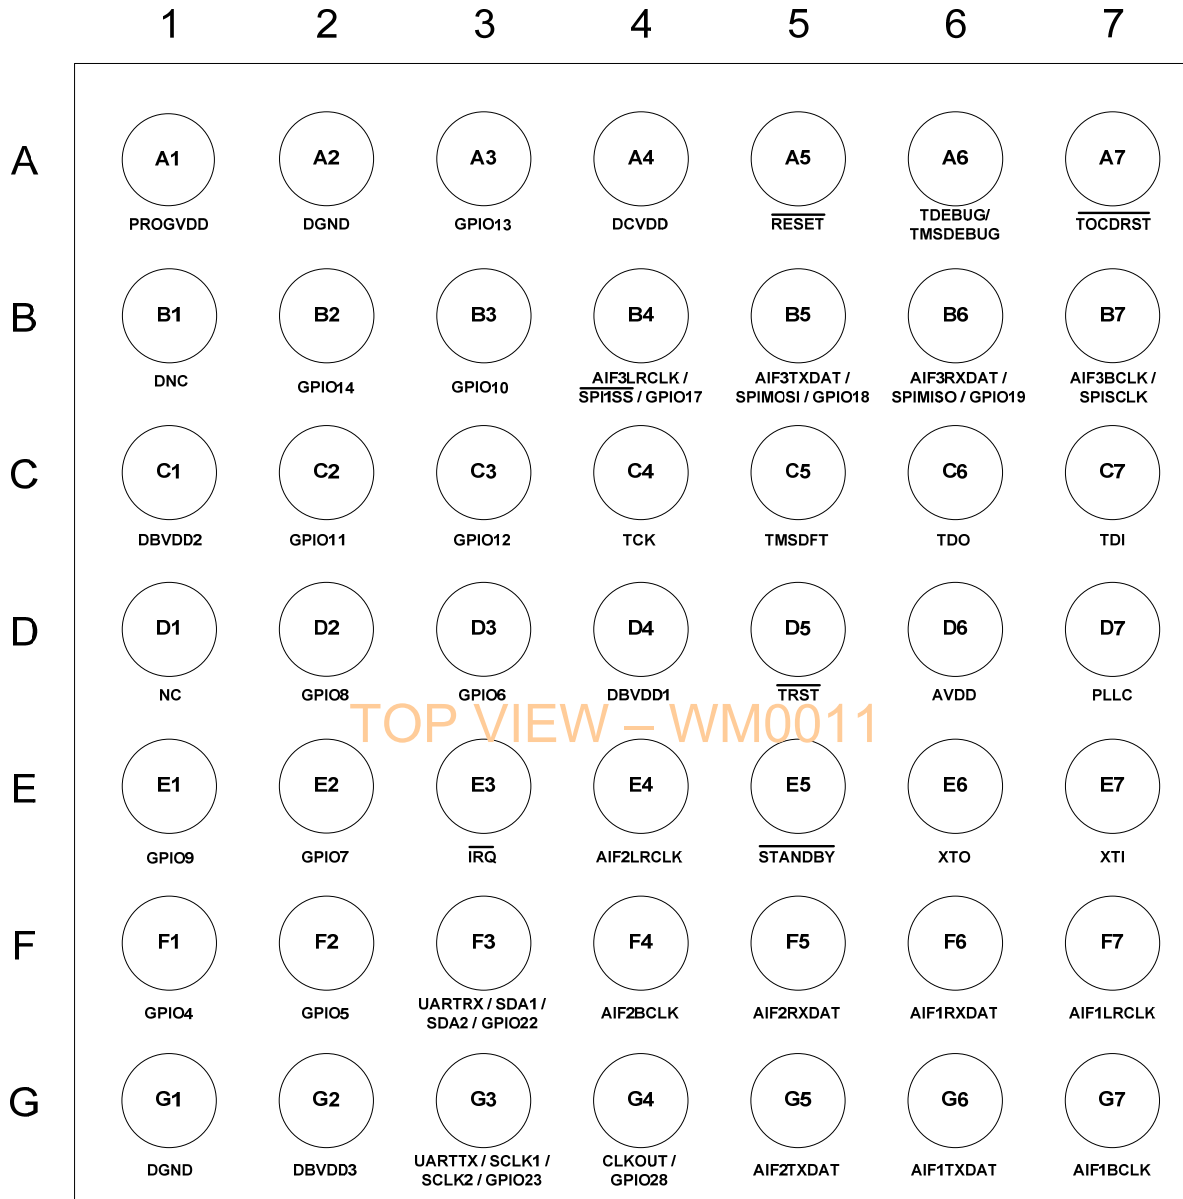 1 2 3 4 5 6 7
A
A1 A2 A3 A4 A5 A6 A7
PROGVDD DGND GPIO13 DCVDD RESET TDEBUG/ TOCDRST
TMSDEBUG
B
B1 B2 B3 B4 B5 B6 B7
DNC GPIO14 GPIO10 AIF3LRCLK / AIF3TXDAT / AIF3RXDAT / AIF3BCLK /
SPI1SS / GPIO17 SPIMOSI / GPIO18 SPIMISO / GPIO19 SPISCLK
C
C1 C2 C3 C4 C5 C6 C7
DBVDD2 GPIO11 GPIO12 TCK TMSDFT TDO TDI
D
D1 D2 D3 D4 D5 D6 D7
NC GPIO8 GPIO6 DBVDD1 TRST AVDD PLLC
TOP VIEW – WM0011
E
E1 E2 E3 E4 E5 E6 E7
GPIO9 GPIO7 IRQ AIF2LRCLK STANDBY XTO XTI
F
F1 F2 F3 F4 F5 F6 F7
GPIO4 GPIO5 UARTRX / SDA1 / AIF2BCLK AIF2RXDAT AIF1RXDAT AIF1LRCLK
SDA2 / GPIO22
G
G1 G2 G3 G4 G5 G6 G7
DGND DBVDD3 UARTTX / SCLK1 / CLKOUT / AIF2TXDAT AIF1TXDAT AIF1BCLK
SCLK2 / GPIO23 GPIO28